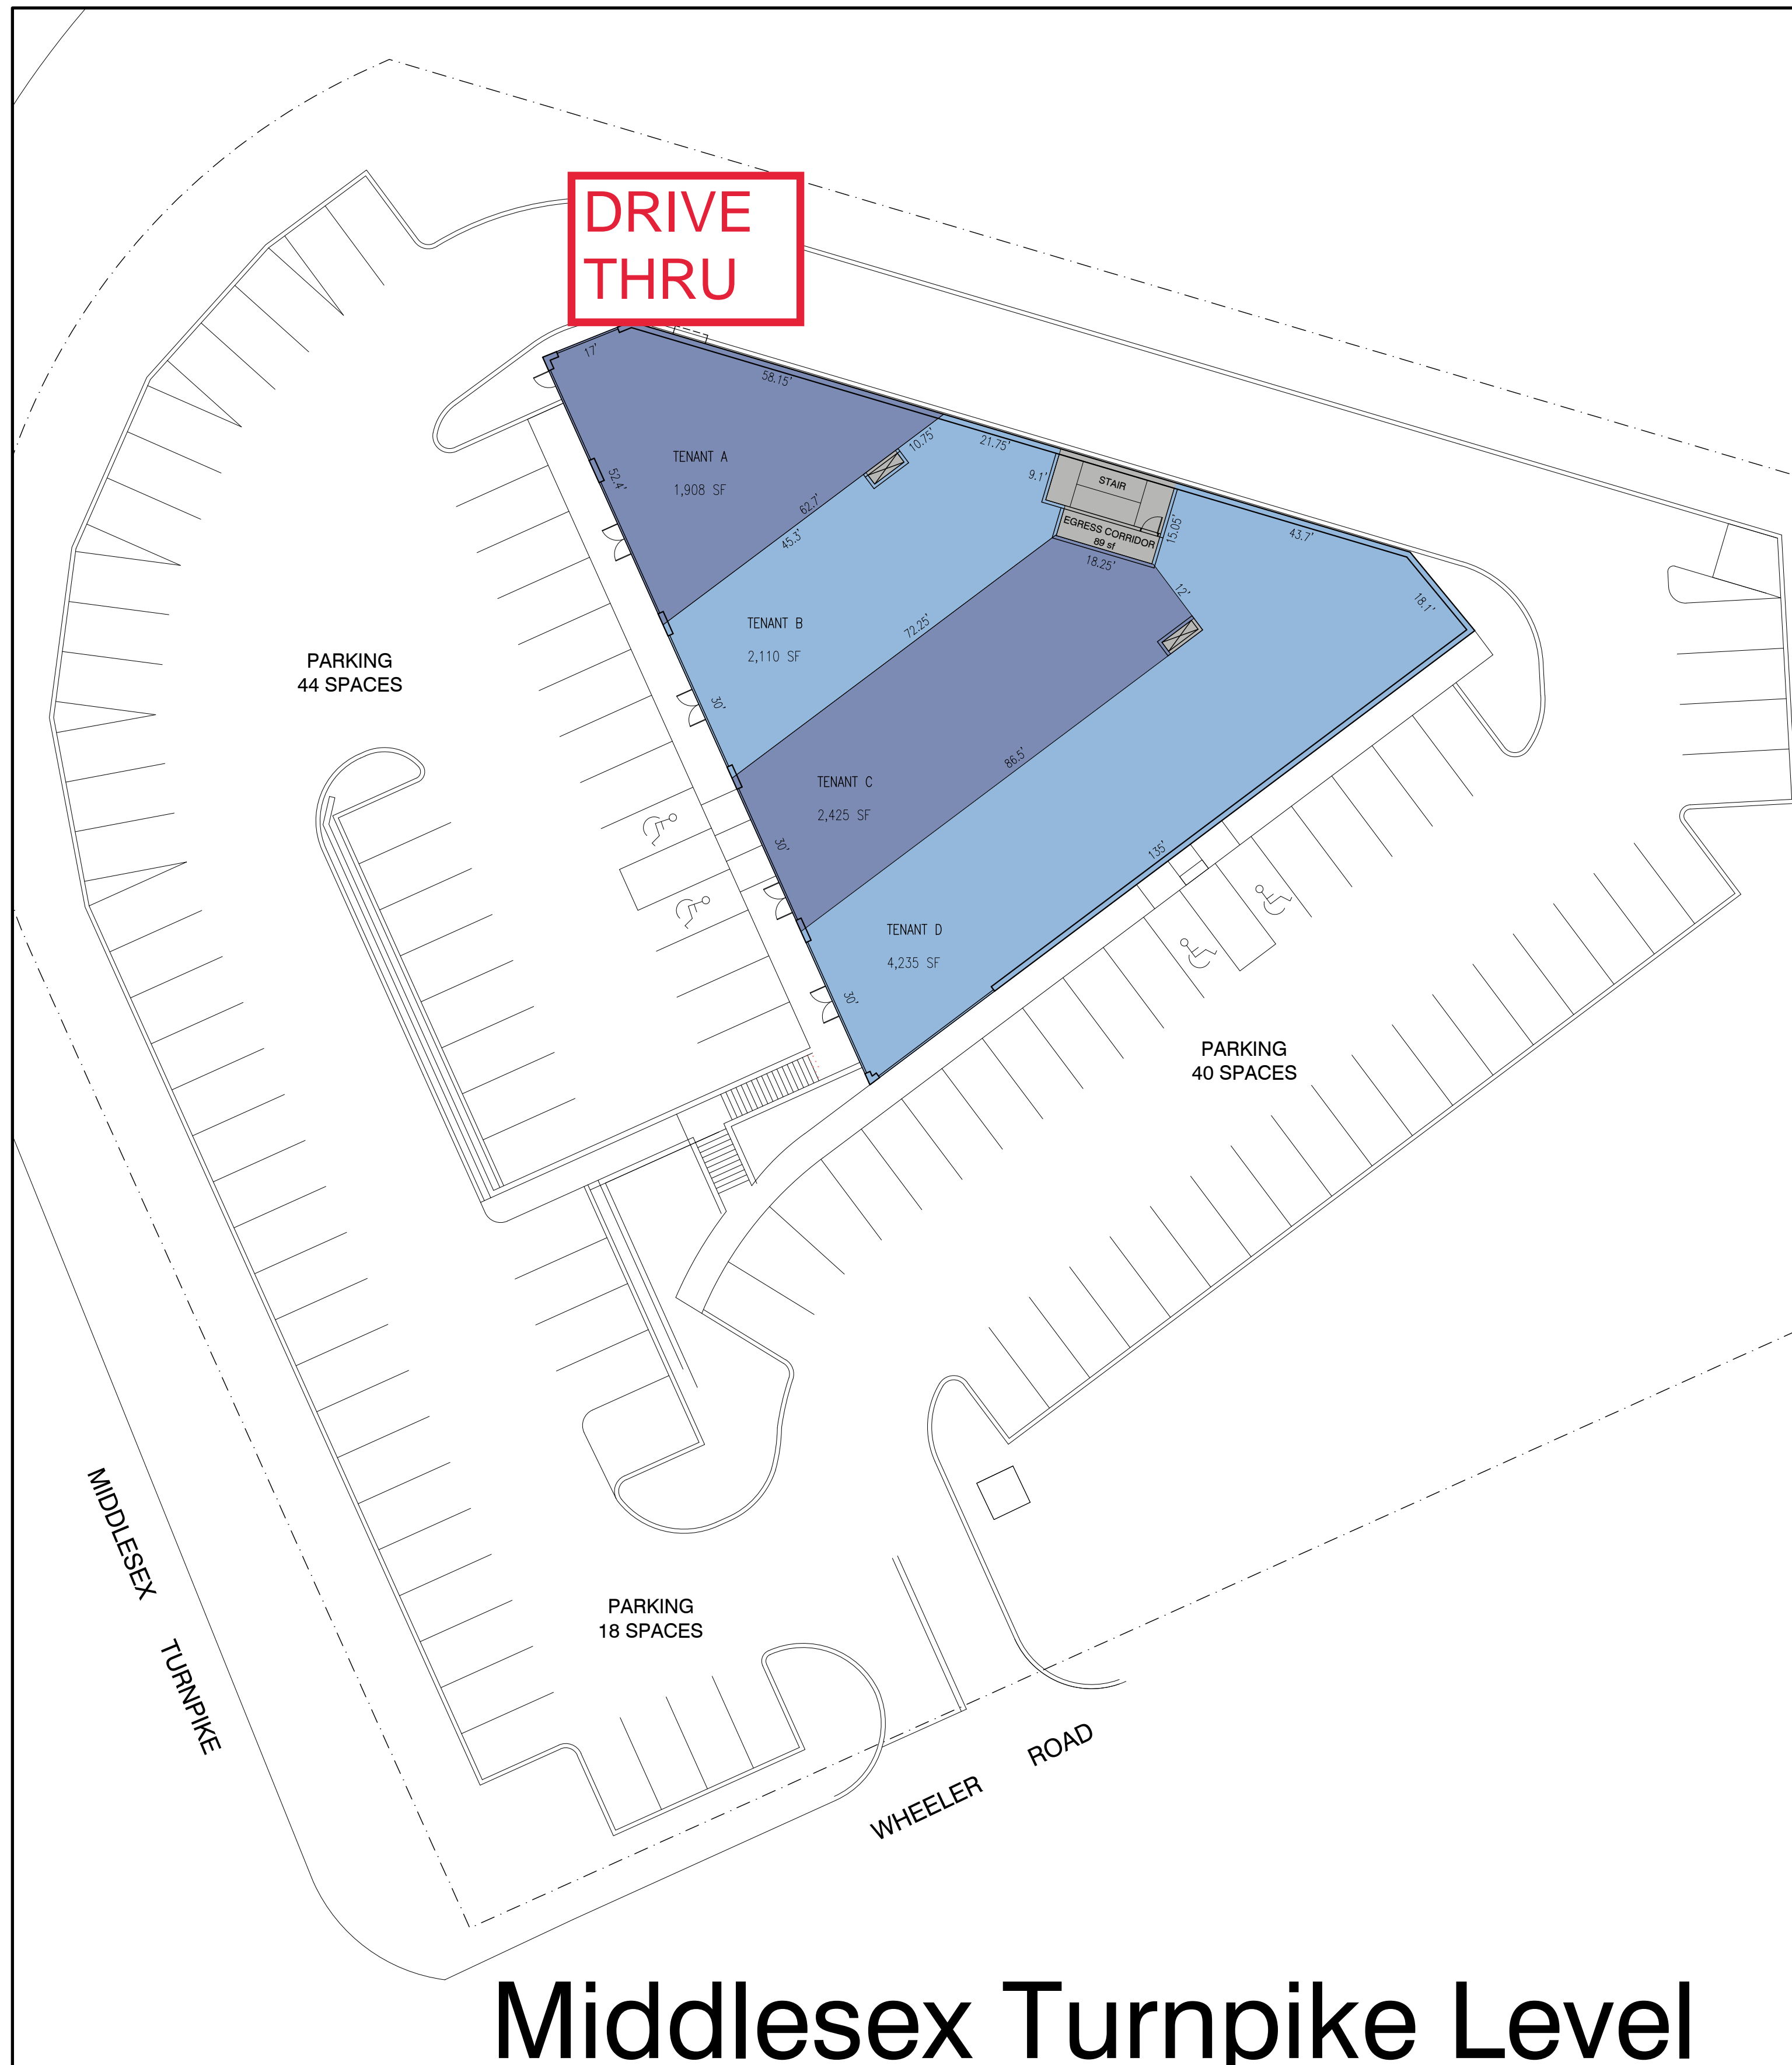 DRIVE
THRU
17'
58.15'
52.4'
TENANT A
1,908 SF
10.75'
21.75'
9.1'
STAIR
EGRESS CORRIDOR
89 sf
15.05'
18.25'
43.7'
18.1'
12'
62.7'
45.3'
TENANT B
2,110 SF
72.25'
30'
PARKING
44 SPACES
TENANT C
2,425 SF
86.5'
30'
135'
TENANT D
4,235 SF
30'
PARKING
40 SPACES
PARKING
18 SPACES
MIDDLESEX TURNPIKE
WHEELER ROAD
Middlesex Turnpike Level